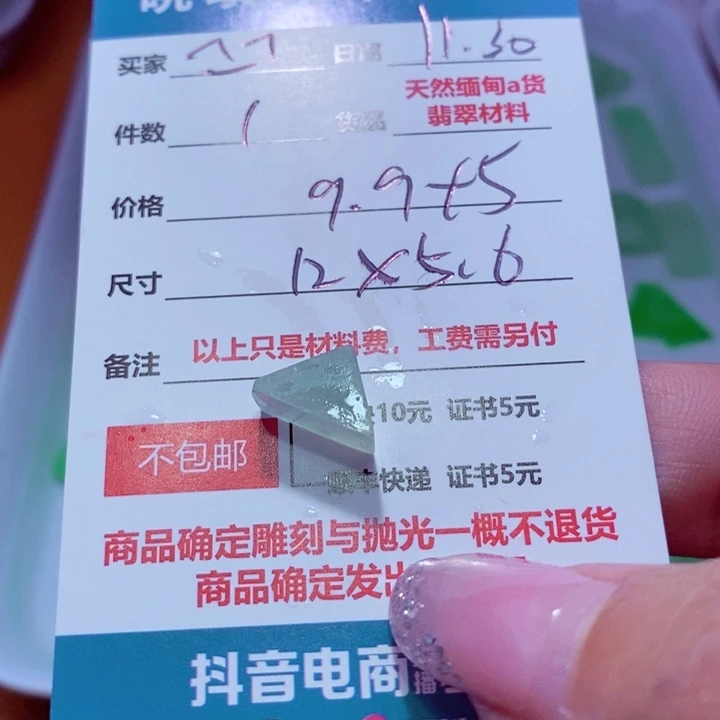 买家 11.30
天然缅甸a货
件数 1 翡翠材料
价格 9.9+5
尺寸 12×5.6
备注 以上只是材料费，工费需另付
10元 证书5元
不包邮
快递 证书5元
商品确定雕刻与抛光一概不退货
商品确定发
抖音电商